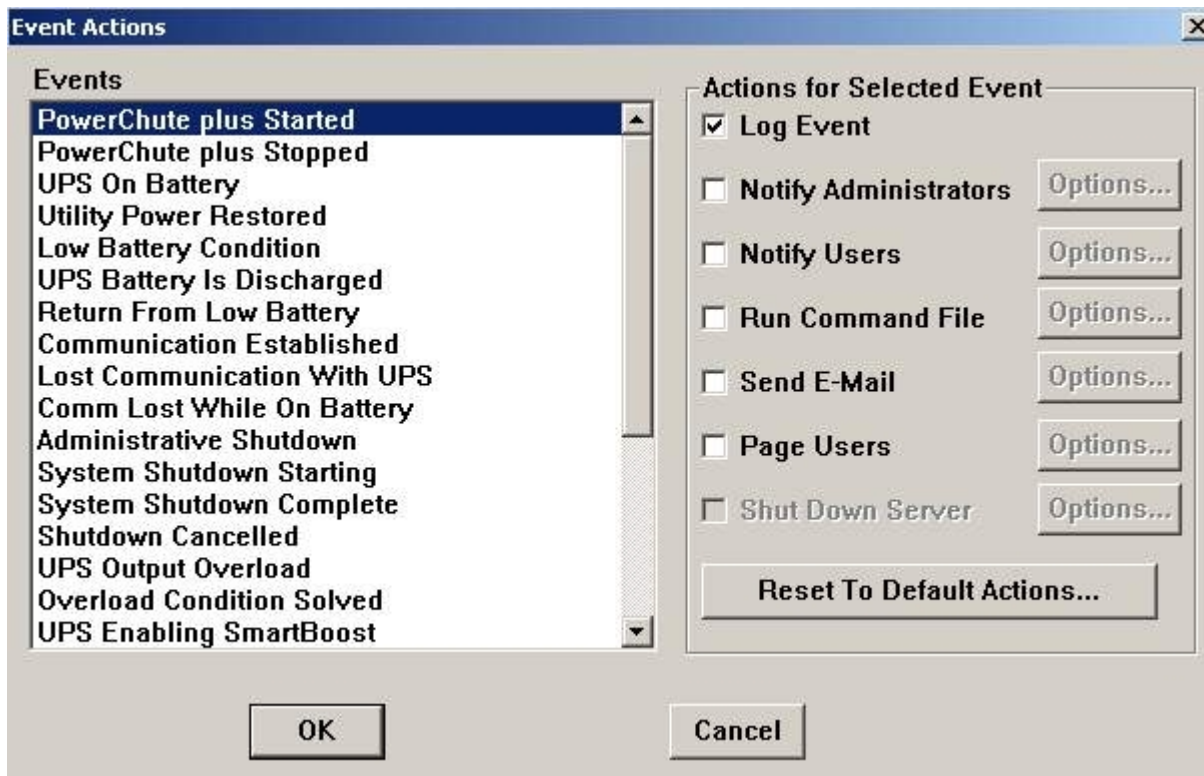 Event Actions
Events
PowerChute plus Started
PowerChute plus Stopped
UPS On Battery
Utility Power Restored
Low Battery Condition
UPS Battery Is Discharged
Return From Low Battery
Communication Established
Lost Communication With UPS
Comm Lost While On Battery
Administrative Shutdown
System Shutdown Starting
System Shutdown Complete
Shutdown Cancelled
UPS Output Overload
Overload Condition Solved
UPS Enabling SmartBoost
Actions for Selected Event
Log Event
Notify Administrators Options...
Notify Users Options...
Run Command File Options...
Send E-Mail Options...
Page Users Options...
Shut Down Server Options...
Reset To Default Actions...
OK
Cancel